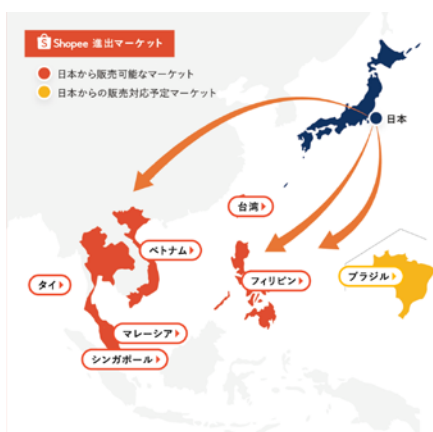 Shopee 進出マーケット
日本から販売可能なマーケット
日本からの販売対応予定マーケット
日本
台湾
ベトナム
タイ
フィリピン
ブラジル
マレーシア
シンガポール